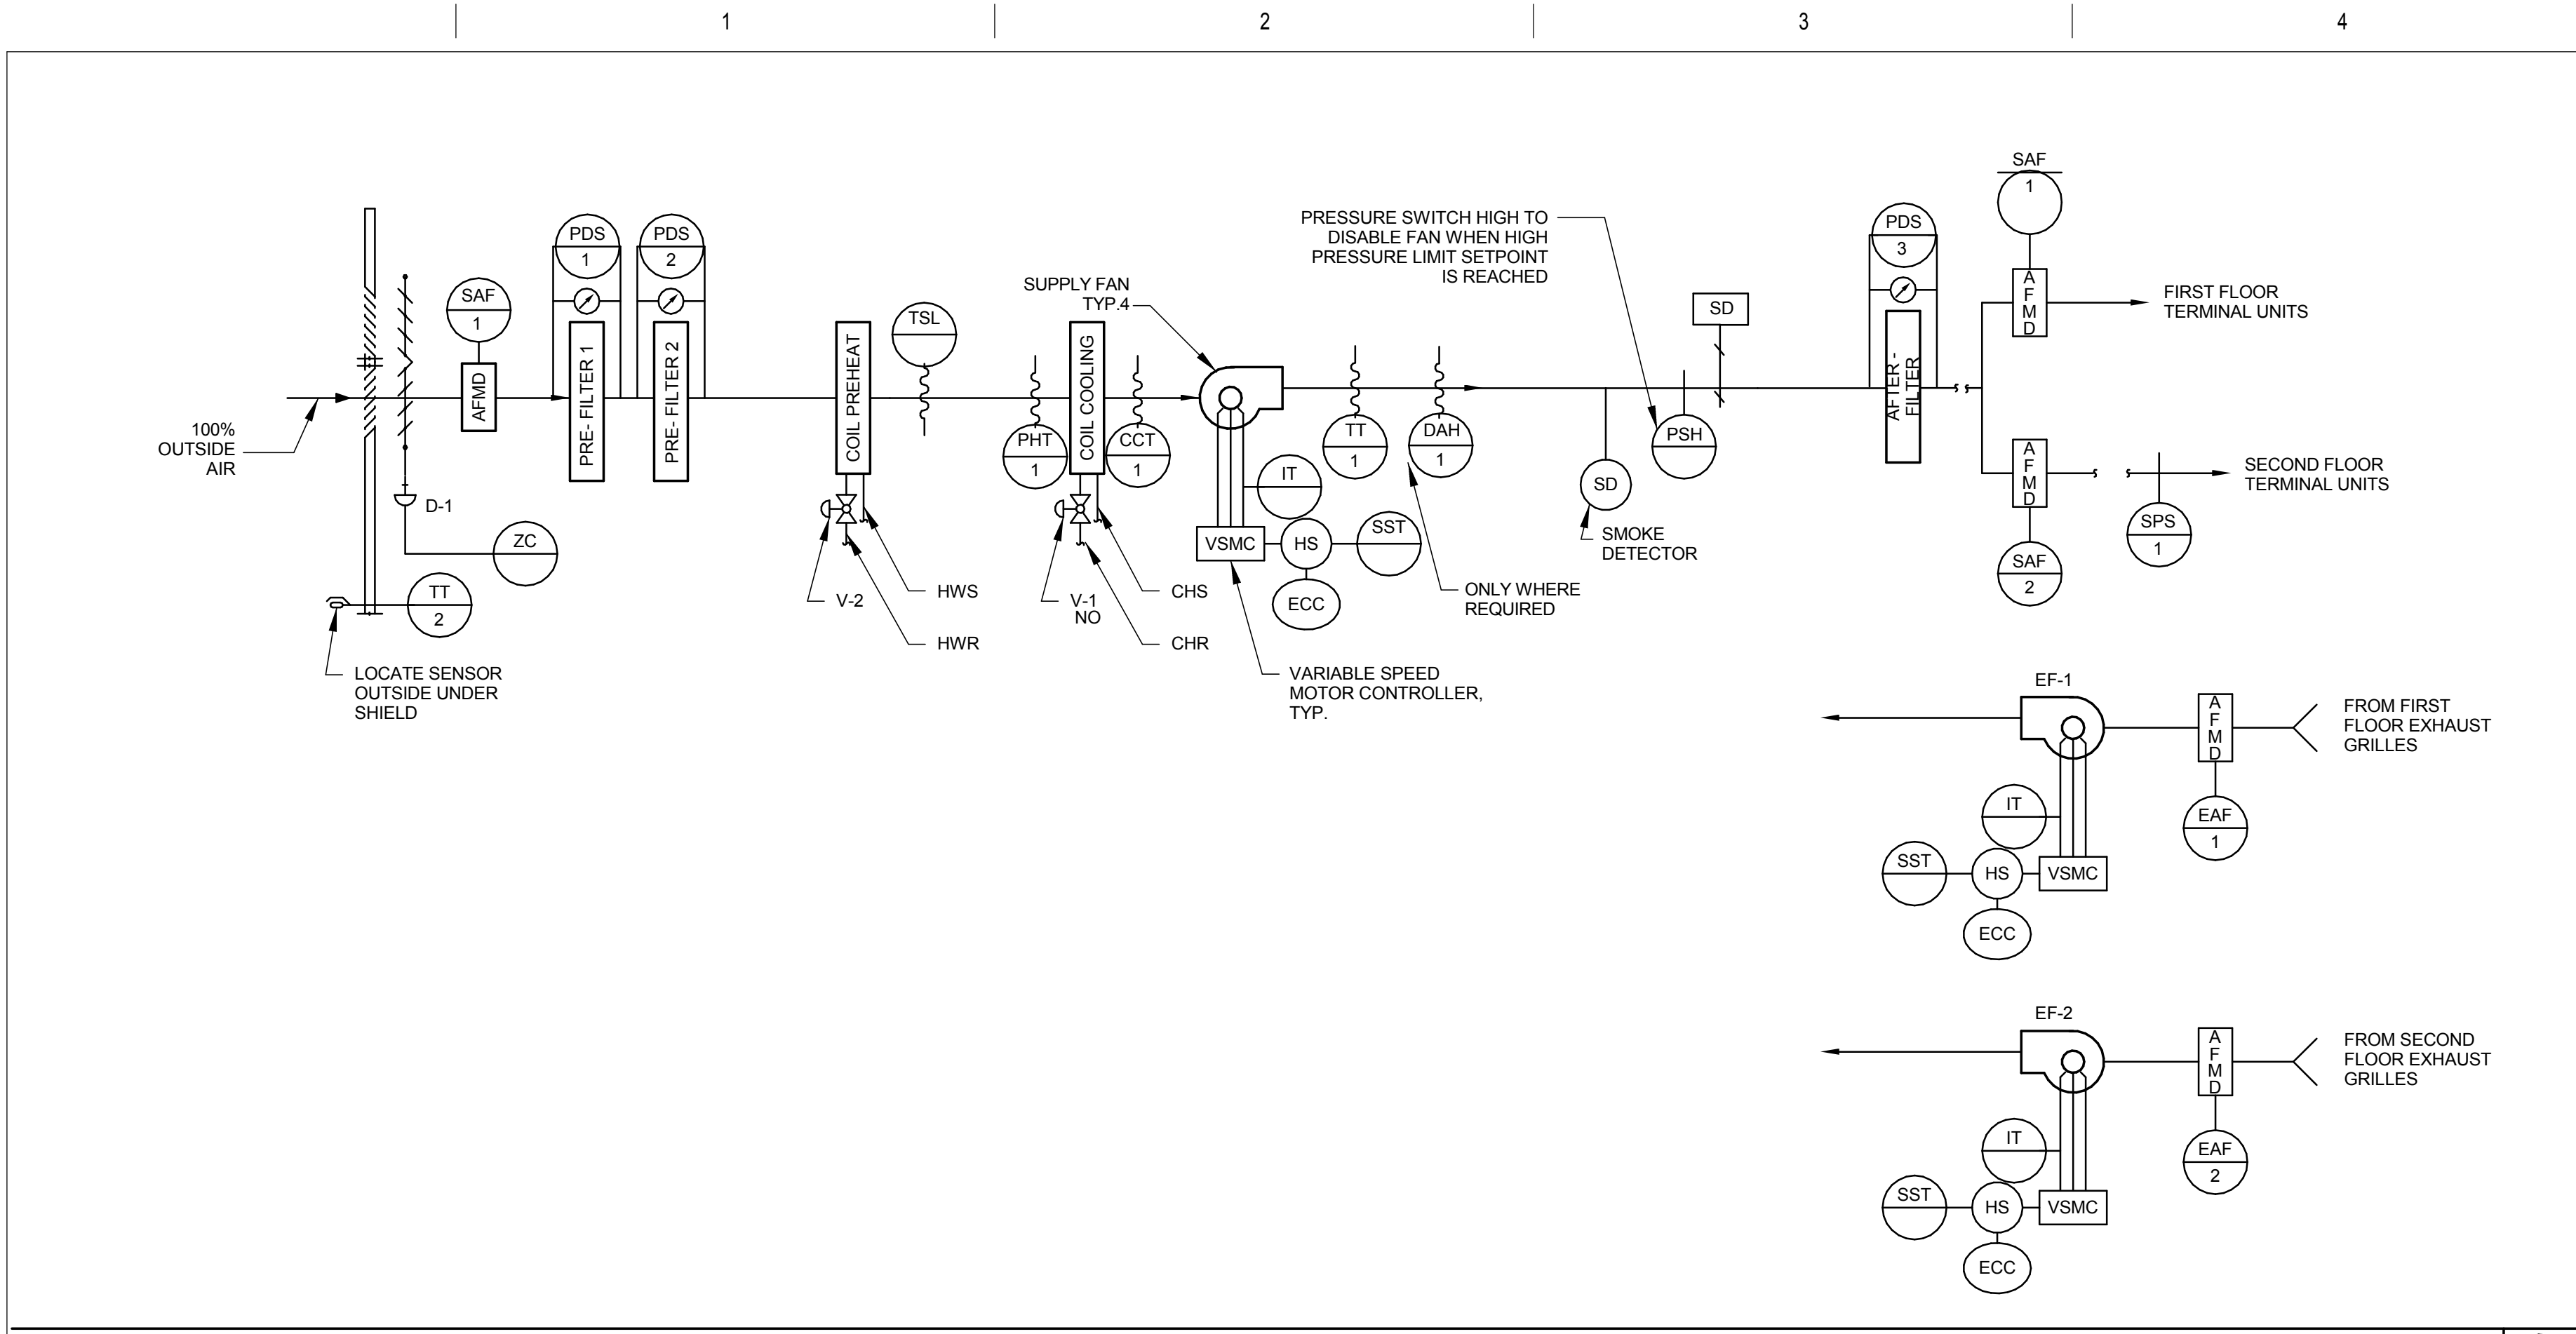 1
2
3
4
SAF
1
PDS
1
PDS
2
AFMD
PRE- FILTER 1
PRE- FILTER 2
100%
OUTSIDE
AIR
D-1
ZC
TT
2
LOCATE SENSOR
OUTSIDE UNDER
SHIELD
COIL PREHEAT
TSL
V-2
HWS
HWR
PHT
1
COIL COOLING
CCT
1
V-1
NO
CHS
CHR
SUPPLY FAN
TYP.4
IT
VSMC
HS
SST
ECC
VARIABLE SPEED
MOTOR CONTROLLER,
TYP.
TT
1
DAH
1
ONLY WHERE
REQUIRED
PRESSURE SWITCH HIGH TO
DISABLE FAN WHEN HIGH
PRESSURE LIMIT SETPOINT
IS REACHED
SD
SMOKE
DETECTOR
PSH
SD
PDS
3
AFTER -
FILTER
SAF
1
AFMD
FIRST FLOOR
TERMINAL UNITS
AFMD
SAF
2
SPS
1
SECOND FLOOR
TERMINAL UNITS
EF-1
AFMD
FROM FIRST
FLOOR EXHAUST
GRILLES
IT
EAF
1
SST
HS
VSMC
ECC
EF-2
AFMD
FROM SECOND
FLOOR EXHAUST
GRILLES
IT
EAF
2
SST
HS
VSMC
ECC